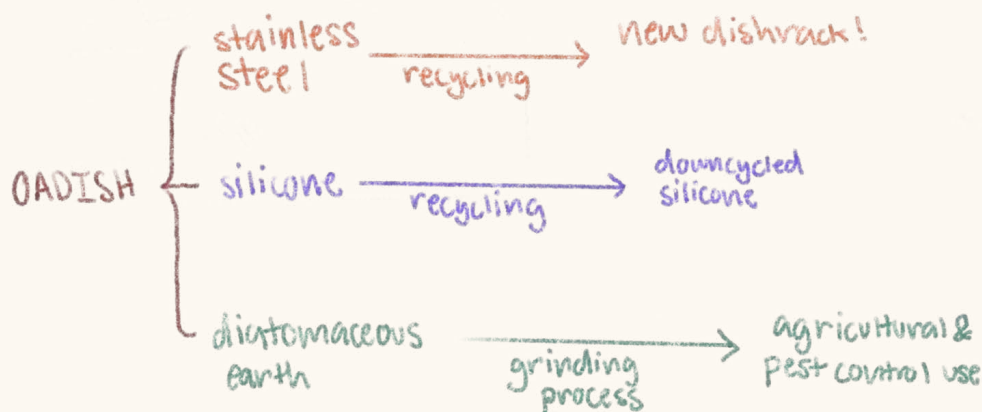 stainless
steel
recycling
new dishrack!
OADISH
silicone
recycling
downcycled
silicone
diatomaceous
earth
grinding
process
agricultural &
pest control use